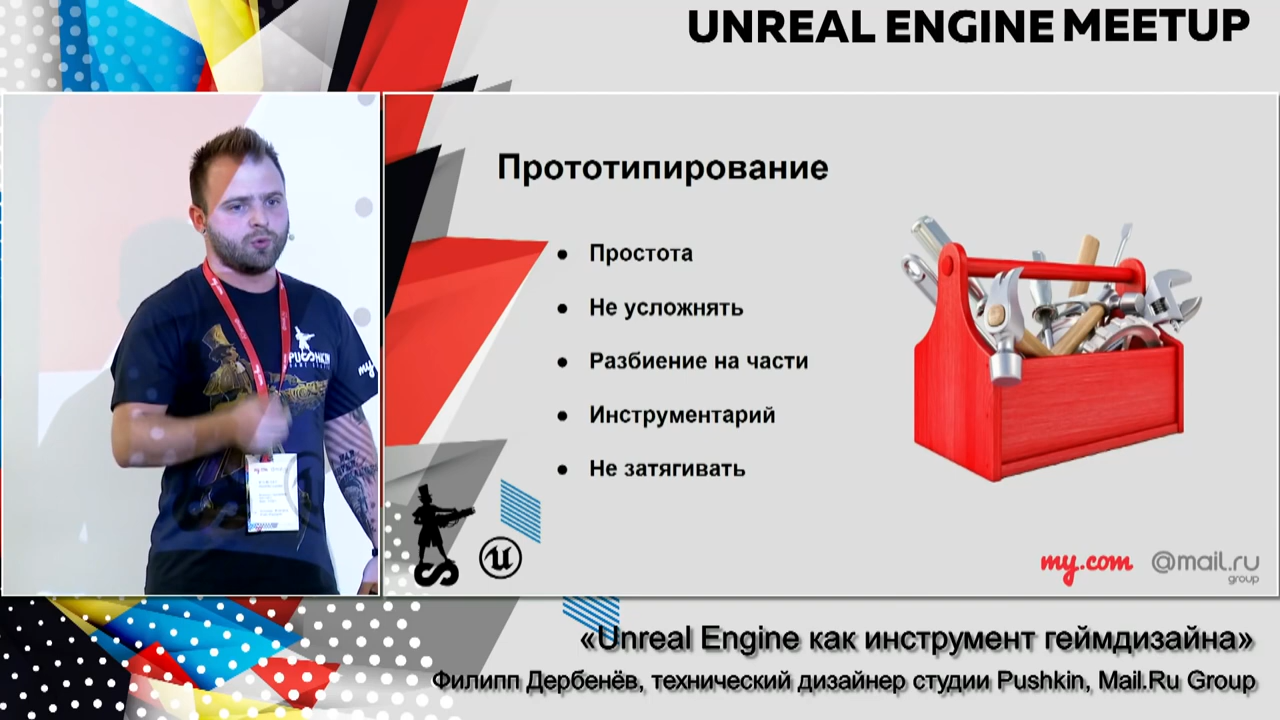 UNREAL ENGINE MEETUP
Прототипирование
● Простота
● Не усложнять
● Разбиение на части
● Инструментарий
● Не затягивать
PUSHKIN
my.com @mail.ru
group
«Unreal Engine как инструмент геймдизайна»
Филипп Дербенёв, технический дизайнер студии Pushkin, Mail.Ru Group